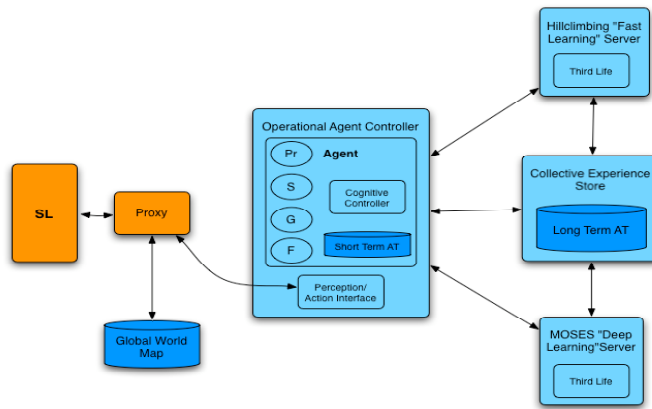 Hillclimbing "Fast
Learning" Server
Third Life
Operational Agent Controller
Pr
Agent
S
Cognitive
Controller
G
F
Short Term AT
Perception/
Action Interface
SL
Proxy
Global World
Map
Collective Experience
Store
Long Term AT
MOSES "Deep
Learning"Server
Third Life